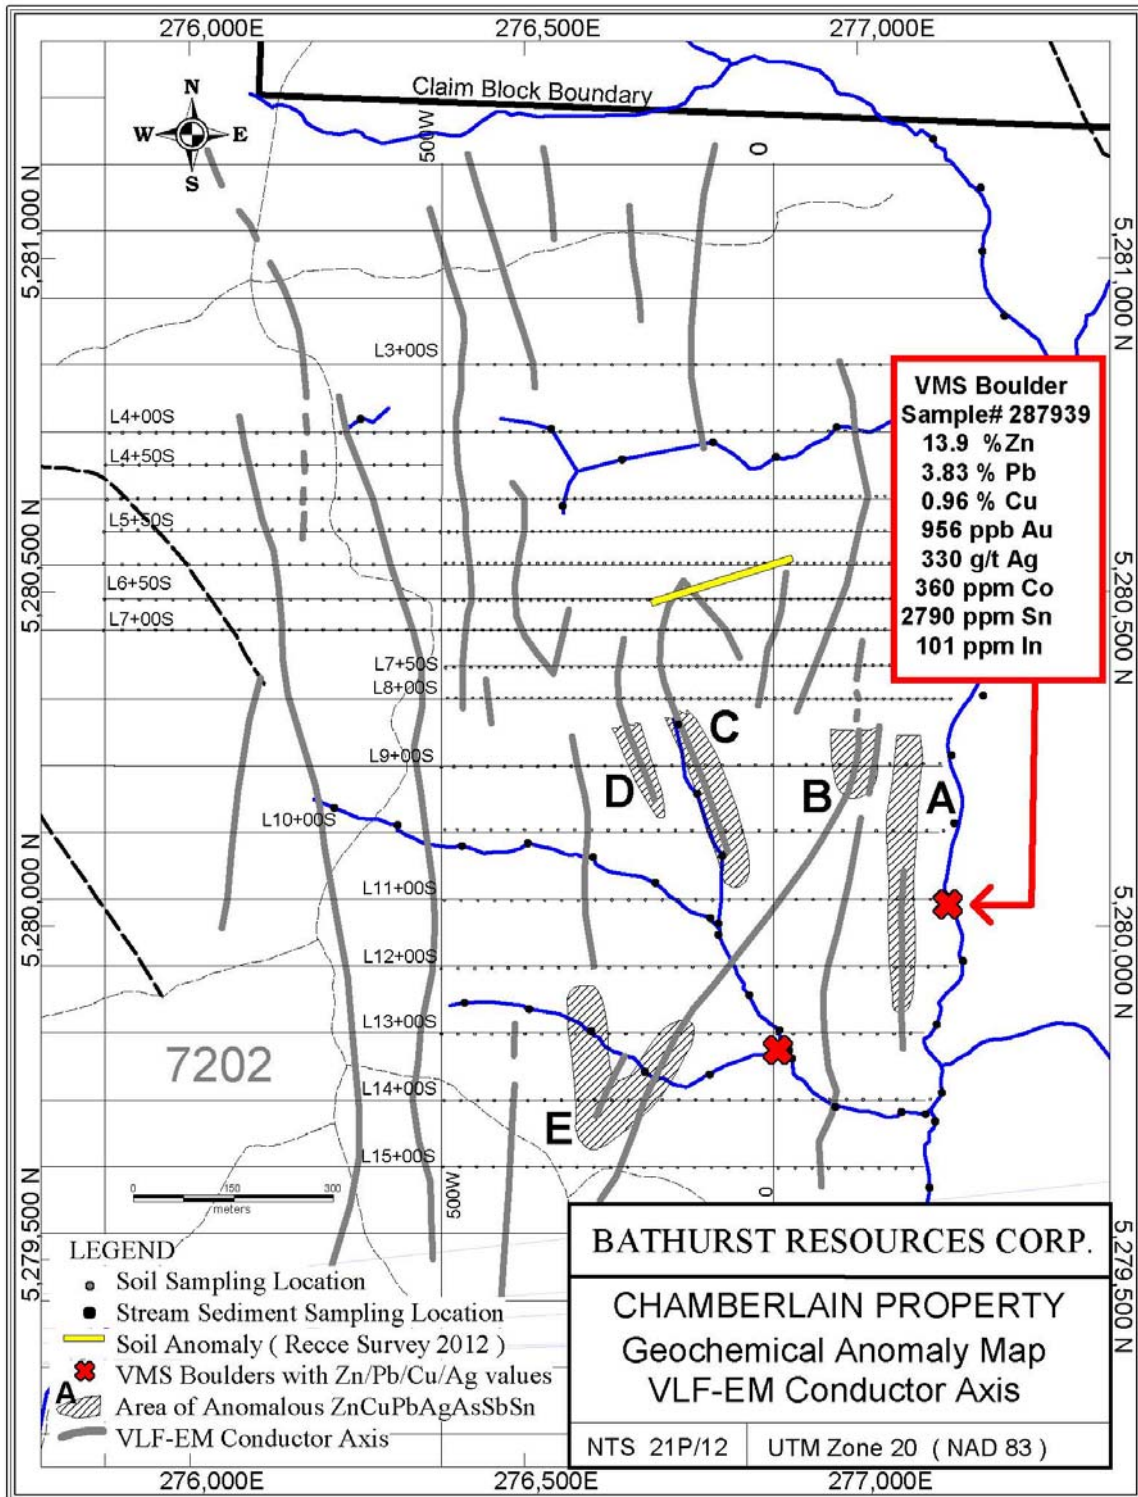 276,000E 276,500E 277,000E
Claim Block Boundary
N
W E
S
500W
0
5,281,000 N
5,281,000 N
L3+00S
VMS Boulder
Sample# 287939
13.9 %Zn
3.83 % Pb
0.96 % Cu
956 ppb Au
330 g/t Ag
360 ppm Co
2790 ppm Sn
101 ppm In
L4+00S
L4+50S
L5+50S
5,280,500 N
5,280,500 N
L6+50S
L7+00S
L7+50S
L8+00S
C
L9+00S
D
B
A
L10+00S
L11+00S
5,280,000 N
5,280,000 N
L12+00S
L13+00S
7202
L14+00S
E
L15+00S
500W
0
0 150 300
meters
5,279,500 N
5,279,500 N
LEGEND
Soil Sampling Location
Stream Sediment Sampling Location
Soil Anomaly ( Recce Survey 2012 )
VMS Boulders with Zn/Pb/Cu/Ag values
A
Area of Anomalous ZnCuPbAgAsSbSn
VLF-EM Conductor Axis
BATHURST RESOURCES CORP.
CHAMBERLAIN PROPERTY
Geochemical Anomaly Map
VLF-EM Conductor Axis
NTS 21P/12 UTM Zone 20 ( NAD 83 )
276,000E 276,500E 277,000E